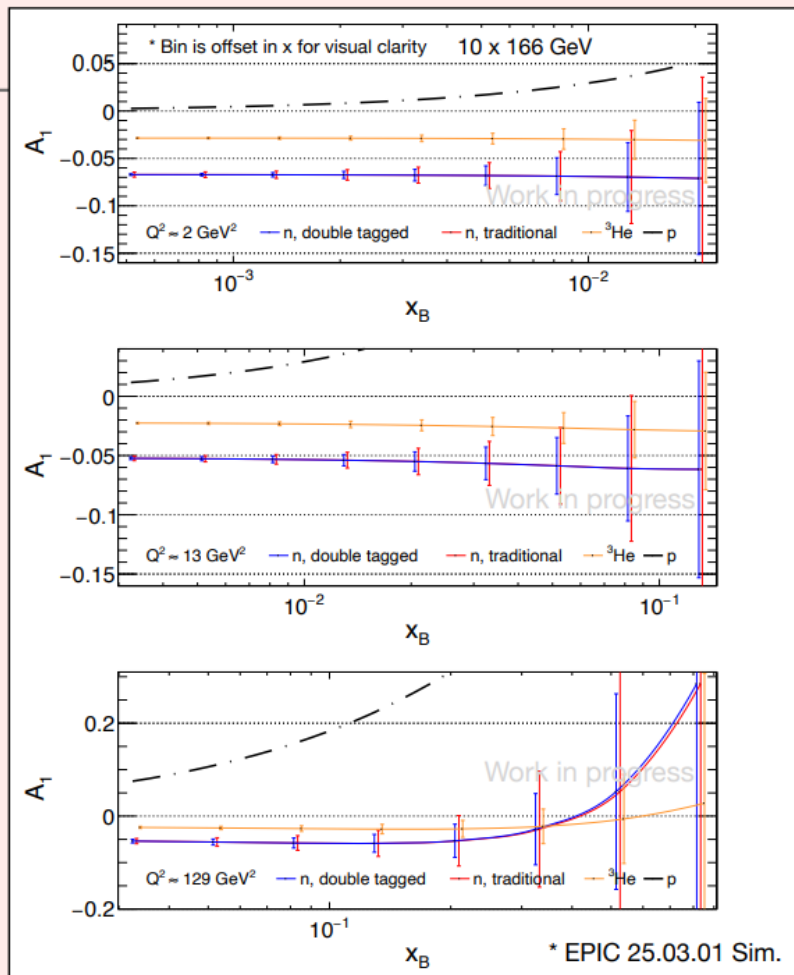 * Bin is offset in x for visual clarity 10 x 166 GeV
0.05
0
−0.05
−0.1
−0.15
A₁
Work in progress
Q² ≈ 2 GeV² n, double tagged n, traditional ³He p
10⁻³ 10⁻²
x_B
0
−0.05
−0.1
−0.15
A₁
Work in progress
Q² ≈ 13 GeV² n, double tagged n, traditional ³He p
10⁻² 10⁻¹
x_B
0.2
0
−0.2
A₁
Work in progress
Q² ≈ 129 GeV² n, double tagged n, traditional ³He p
10⁻¹
x_B
* EPIC 25.03.01 Sim.